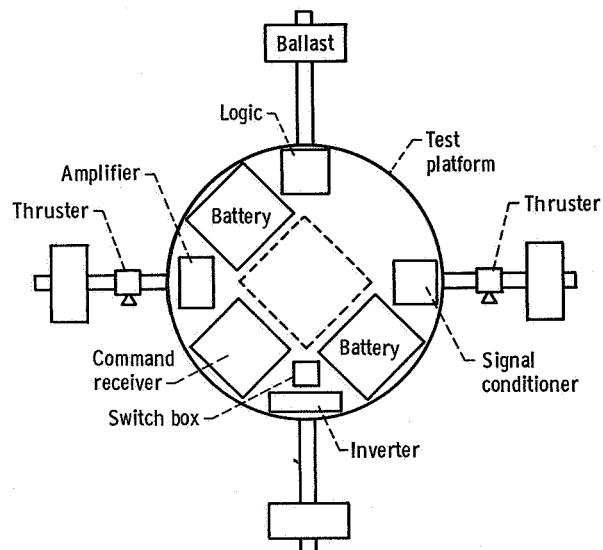 Ballast
Logic
Test
platform
Amplifier
Battery
Thruster
Thruster
Command
receiver
Battery
Signal
conditioner
Switch box
Inverter